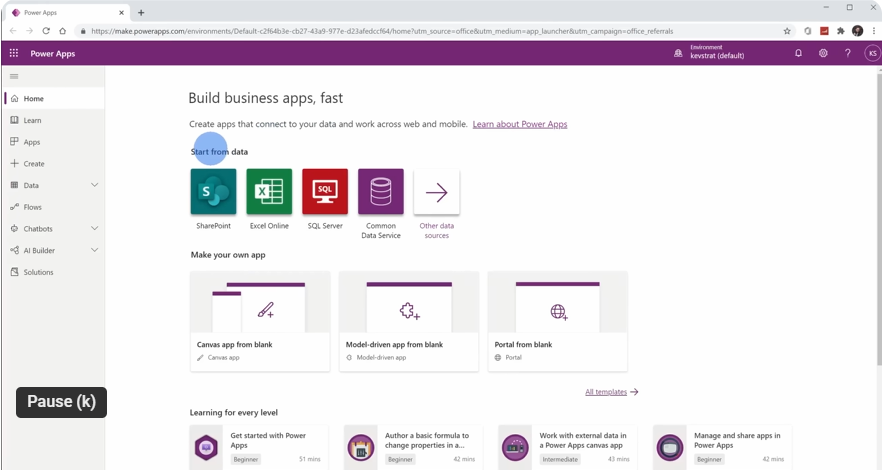 Power Apps
https://make.powerapps.com/environments/Default-c2f64b3e-cb27-43a9-977e-d23afedccf64/home?utm_source=office&utm_medium=app_launcher&utm_campaign=office_referrals
Power Apps
Environment
kevstrat (default)
KS
Home
Learn
Apps
Create
Data
Flows
Chatbots
AI Builder
Solutions
Build business apps, fast
Create apps that connect to your data and work across web and mobile. Learn about Power Apps
Start from data
S
X
SQL
SharePoint
Excel Online
SQL Server
Common
Data Service
Other data
sources
Make your own app
Canvas app from blank
Canvas app
Model-driven app from blank
Model-driven app
Portal from blank
Portal
All templates
Pause (k)
Learning for every level
Get started with Power
Apps
Beginner 51 mins
Author a basic formula to
change properties in a...
Beginner 42 mins
Work with external data in
a Power Apps canvas app
Intermediate 43 mins
Manage and share apps in
Power Apps
Beginner 42 mins